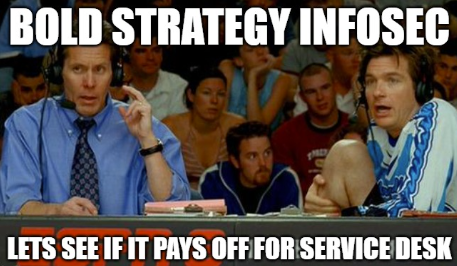 BOLD STRATEGY INFOSEC
LETS SEE IF IT PAYS OFF FOR SERVICE DESK